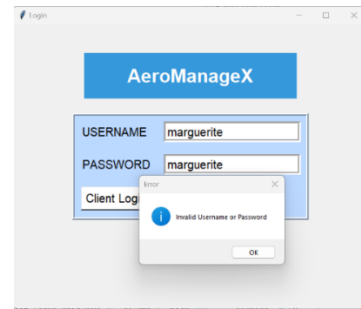 Login
AeroManageX
USERNAME marguerite
PASSWORD marguerite
Client Logi
Error
Invalid Username or Password
OK